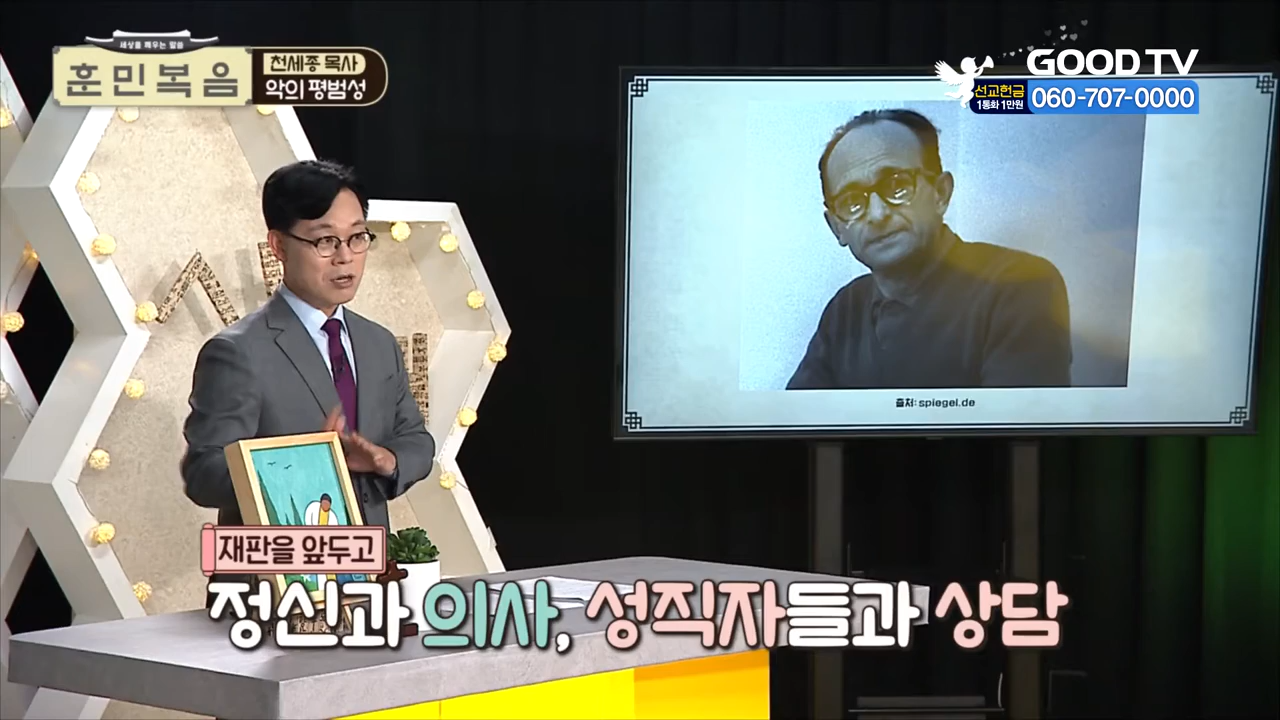 세상을 깨우는 말씀
훈민복음
천세종 목사
악의 평범성
GOOD TV
선교헌금
1통화 1만원
060-707-0000
출처: spiegel.de
재판을 앞두고
정신과 의사, 성직자들과 상담